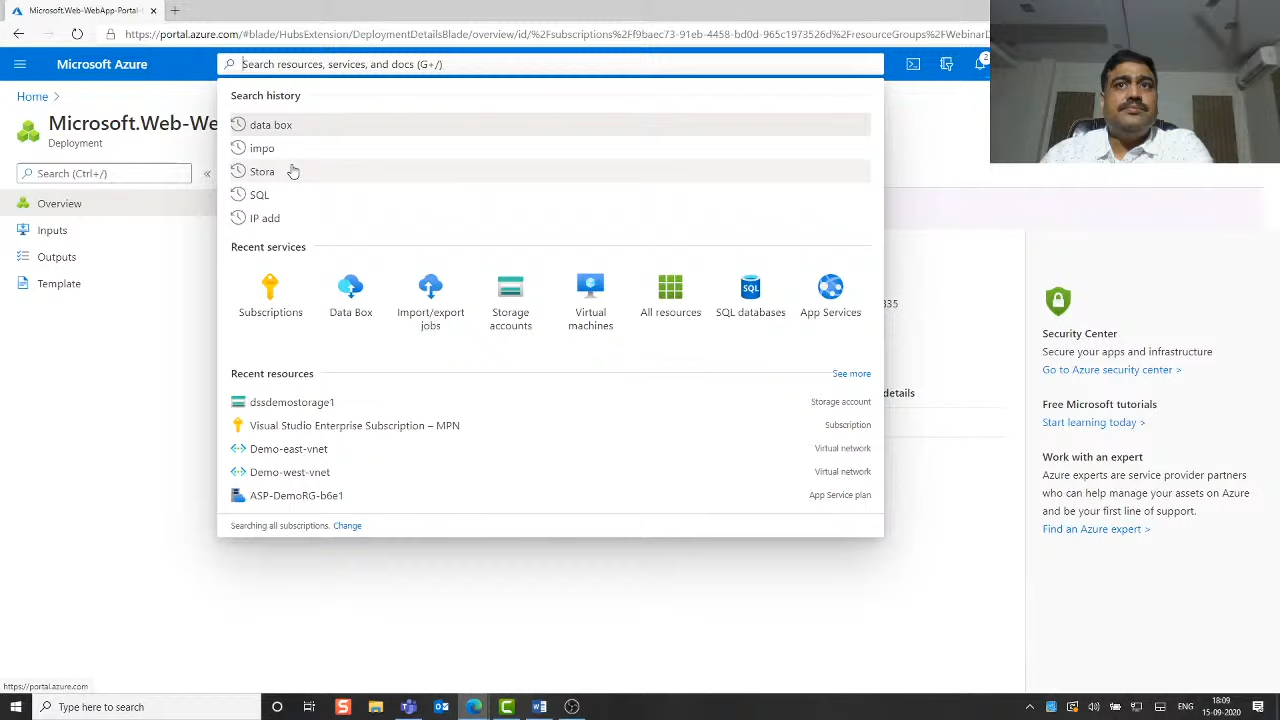 Microsoft.Web-WebApp-Portal-
https://portal.azure.com/#blade/HubsExtension/DeploymentDetailsBlade/overview/id/%2Fsubscriptions%2Ff9baec73-91eb-4458-bd0d-965c1973526d%2FresourceGroups%2FWebinarD
Microsoft Azure
Search resources, services, and docs (G+/)
2
Home >
Search history
Microsoft.Web-We
Deployment
data box
impo
Search (Ctrl+/)
«
Stora
SQL
IP add
Overview
Inputs
Outputs
Template
Recent services
Subscriptions
Data Box
Import/export
jobs
Storage
accounts
Virtual
machines
All resources
SQL
SQL databases
App Services
335
Recent resources
See more
details
dssdemostorage1
Storage account
Visual Studio Enterprise Subscription – MPN
Subscription
Demo-east-vnet
Virtual network
Demo-west-vnet
Virtual network
ASP-DemoRG-b6e1
App Service plan
Searching all subscriptions. Change
Security Center
Secure your apps and infrastructure
Go to Azure security center >
Free Microsoft tutorials
Start learning today >
Work with an expert
Azure experts are service provider partners
who can help manage your assets on Azure
and be your first line of support.
Find an Azure expert >
https://portal.azure.com
Type here to search
ENG
18:09
15-09-2020